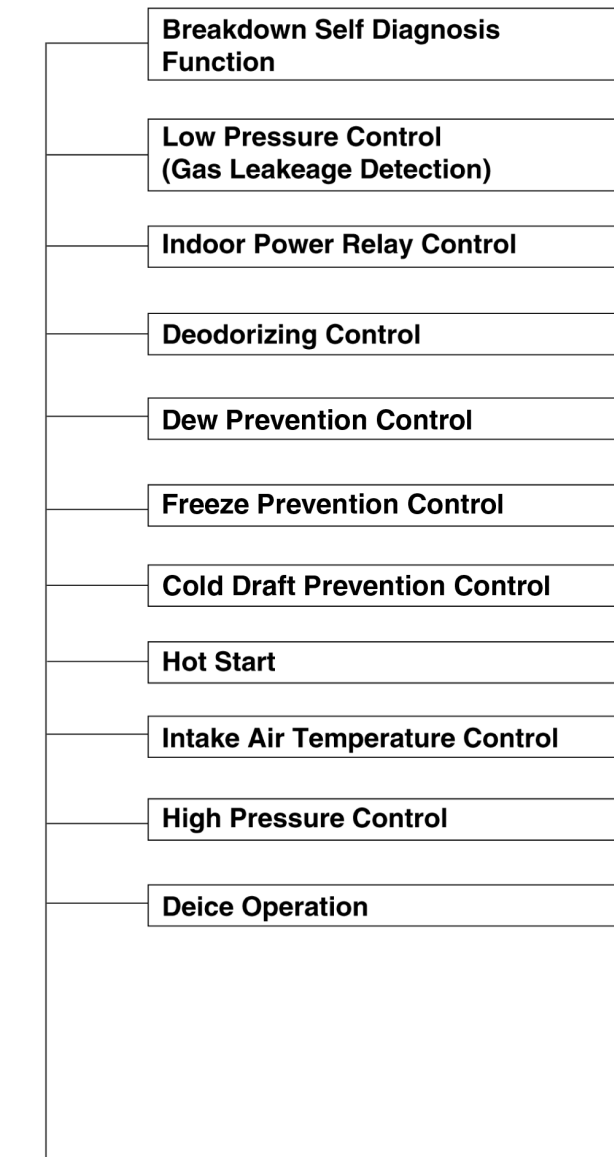 Breakdown Self Diagnosis
Function
Low Pressure Control
(Gas Leakeage Detection)
Indoor Power Relay Control
Deodorizing Control
Dew Prevention Control
Freeze Prevention Control
Cold Draft Prevention Control
Hot Start
Intake Air Temperature Control
High Pressure Control
Deice Operation